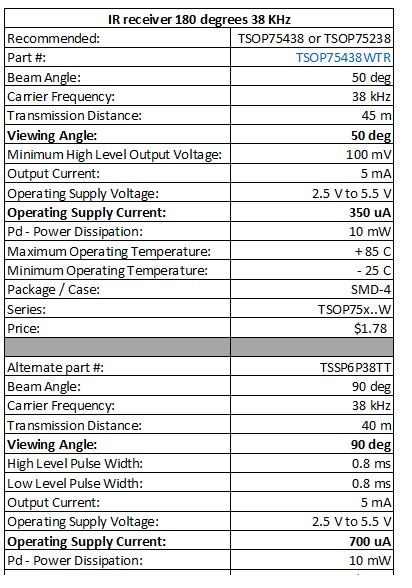 IR receiver 180 degrees 38 KHz
Recommended: TSOP75438 or TSOP75238
Part #: TSOP75438WTR
Beam Angle: 50 deg
Carrier Frequency: 38 kHz
Transmission Distance: 45 m
Viewing Angle: 50 deg
Minimum High Level Output Voltage: 100 mV
Output Current: 5 mA
Operating Supply Voltage: 2.5 V to 5.5 V
Operating Supply Current: 350 uA
Pd - Power Dissipation: 10 mW
Maximum Operating Temperature: + 85 C
Minimum Operating Temperature: - 25 C
Package / Case: SMD-4
Series: TSOP75x..W
Price: $1.78
Alternate part #: TSSP6P38TT
Beam Angle: 90 deg
Carrier Frequency: 38 kHz
Transmission Distance: 40 m
Viewing Angle: 90 deg
High Level Pulse Width: 0.8 ms
Low Level Pulse Width: 0.8 ms
Output Current: 5 mA
Operating Supply Voltage: 2.5 V to 5.5 V
Operating Supply Current: 700 uA
Pd - Power Dissipation: 10 mW